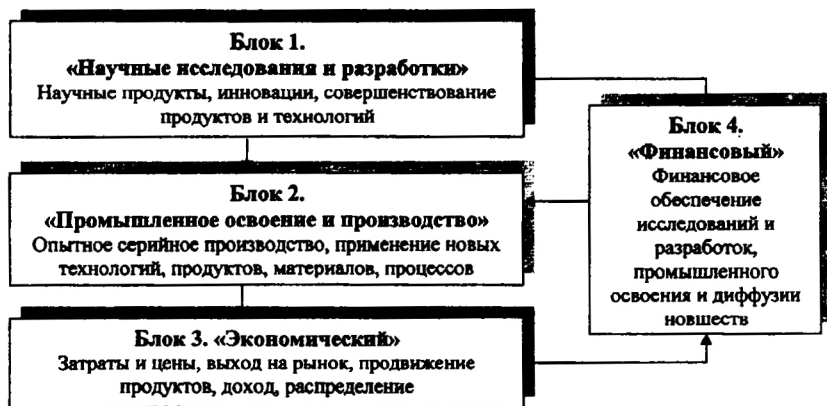 Блок 1.
«Научные исследования и разработки»
Научные продукты, инновации, совершенствование
продуктов и технологий
Блок 2.
«Промышленное освоение и производство»
Опытное серийное производство, применение новых
технологий, продуктов, материалов, процессов
Блок 3. «Экономический»
Затраты и цены, выход на рынок, продвижение
продуктов, доход, распределение
Блок 4.
«Финансовый»
Финансовое
обеспечение
исследований и
разработок,
промышленного
освоения и диффузии
новшеств